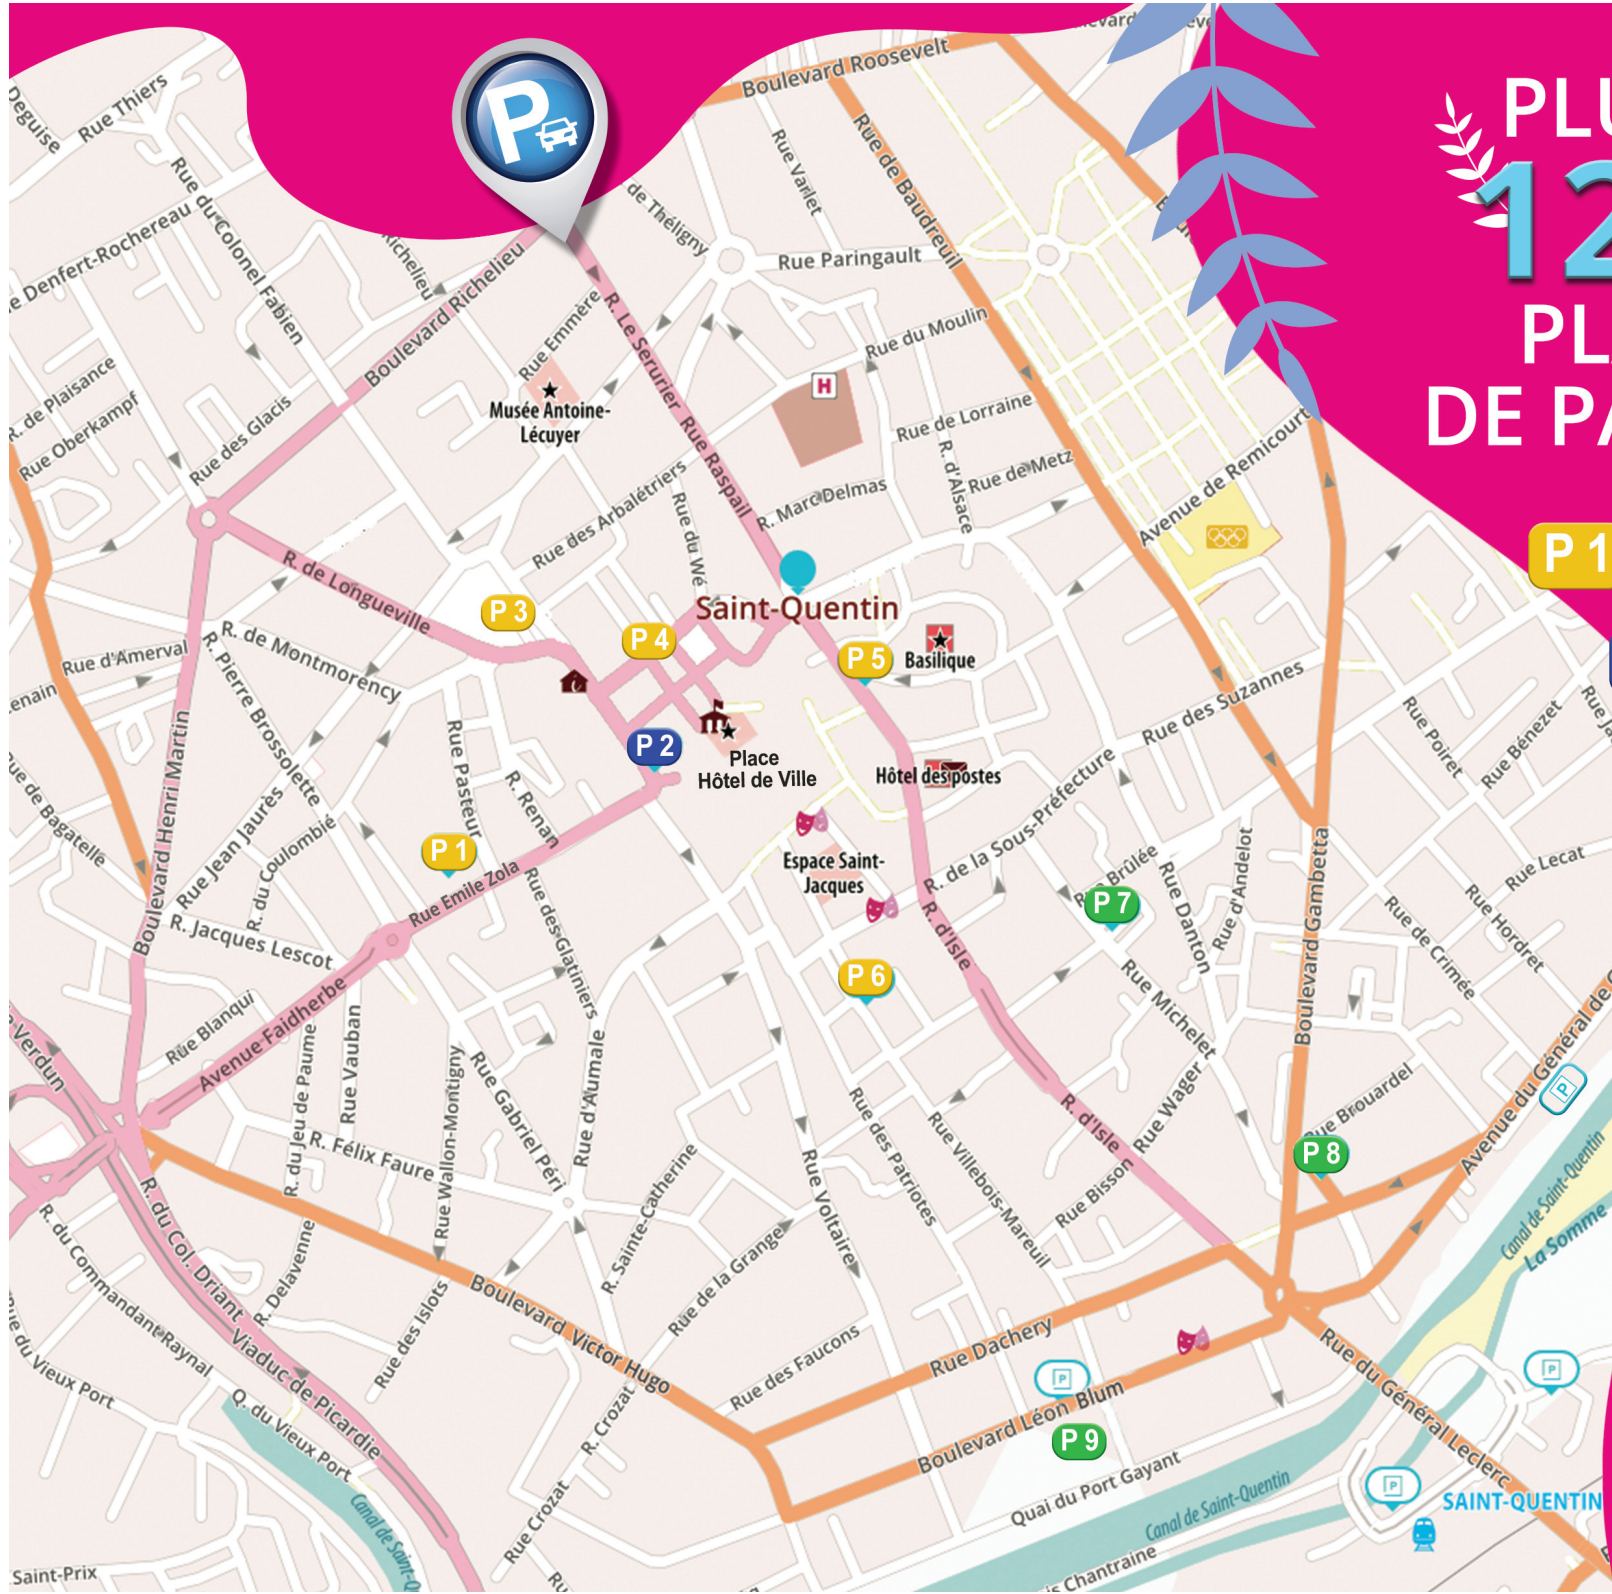 Boulevard Roosevelt
PLU
12
PL
DE PA
P 1
P
Deguise
Rue Thiers
Rue du Colonel Fabien
Denfert-Rochereau
Richelieu
Boulevard Richelieu
de Théligny
Rue Varlet
Rue de Baudreuil
Rue Paringault
Rue du Moulin
Rue Emmère
R. Le Serurier
Rue Raspail
Musée Antoine-
Lécuyer
H
Rue de Lorraine
Rue de Metz
R. d'Alsace
R. Marc Delmas
Avenue de Remicourt
R. de Plaisance
Rue Oberkampf
Rue des Glacis
Rue des Arbalétriers
Rue du Wé
R. de Longueville
Saint-Quentin
P 3
P 4
P 5
Basilique
Rue d'Amerval
R. de Montmorency
R. Pierre Brossolette
Boulevard Henri Martin
Rue Pasteur
R. Renan
P 2
Place
Hôtel de Ville
Hôtel des postes
Rue des Suzannes
R. de la Sous-Préfecture
Rue Poiret
Rue Bénezet
Rue de Bagatelle
Rue Jean Jaurès
R. du Coulombié
P 1
Rue Emile Zola
Espace Saint-
Jacques
Brûlée
P 7
Rue Danton
Rue d'Andelot
Boulevard Gambetta
Rue Lecat
Rue Hordret
Rue de Crimée
R. Jacques Lescot
Rue des Glatiniers
R. d'Isle
P 6
Rue Michelet
Rue Blanqui
Avenue Faidherbe
Verdun
R. du Jeu de Paume
Rue Vauban
Rue Wallon-Montigny
Rue Gabriel Péri
Rue d'Aumale
R. Félix Faure
Rue des Patriotes
Rue Villebois-Mareuil
R. d'Isle
Rue Wager
Rue Bisson
Rue Brouardel
P 8
Avenue du Général de
P
Canal de Saint-Quentin
La Somme
R. du Commandant Raynal
R. du Col. Driant
Viaduc de Picardie
R. Delavenne
Rue des Islots
R. Sainte-Catherine
Rue de la Grange
Rue Voltaire
Boulevard Victor Hugo
Rue des Faucons
Rue Dachery
Boulevard Léon Blum
P
P 9
Rue du Général Leclerc
P
P
SAINT-QUENTIN
rue du Vieux Port
Q. du Vieux Port
R. Crozat
Rue Crozat
Quai du Port Gayant
Canal de Saint-Quentin
Chantraine
Canal de Saint-Q
Saint-Prix